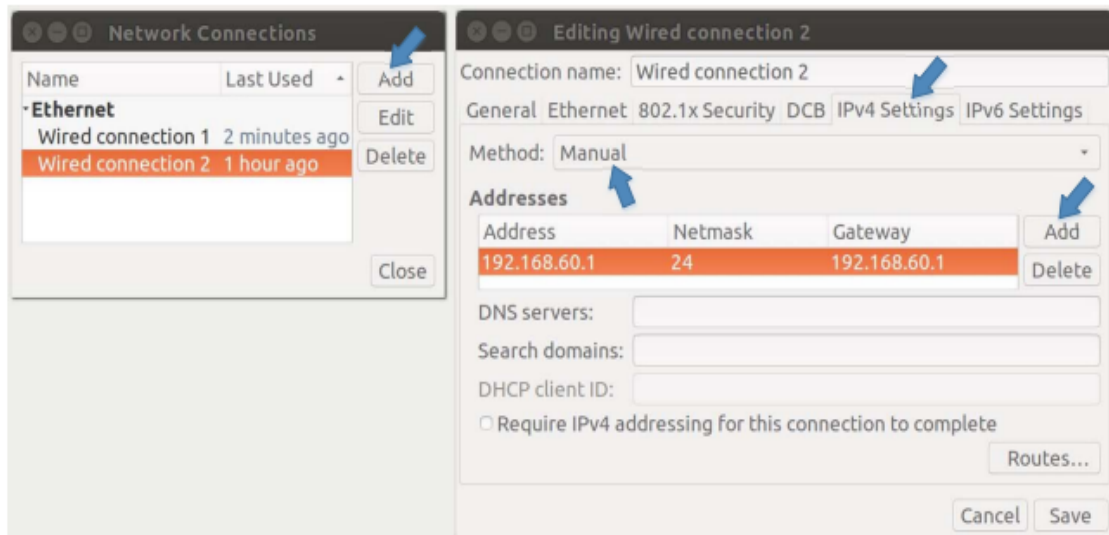 Network Connections
Name Last Used Add
Ethernet Edit
Wired connection 1 2 minutes ago
Wired connection 2 1 hour ago Delete
Close
Editing Wired connection 2
Connection name: Wired connection 2
General Ethernet 802.1x Security DCB IPv4 Settings IPv6 Settings
Method: Manual
Addresses
Address Netmask Gateway Add
192.168.60.1 24 192.168.60.1 Delete
DNS servers:
Search domains:
DHCP client ID:
Require IPv4 addressing for this connection to complete
Routes...
Cancel Save